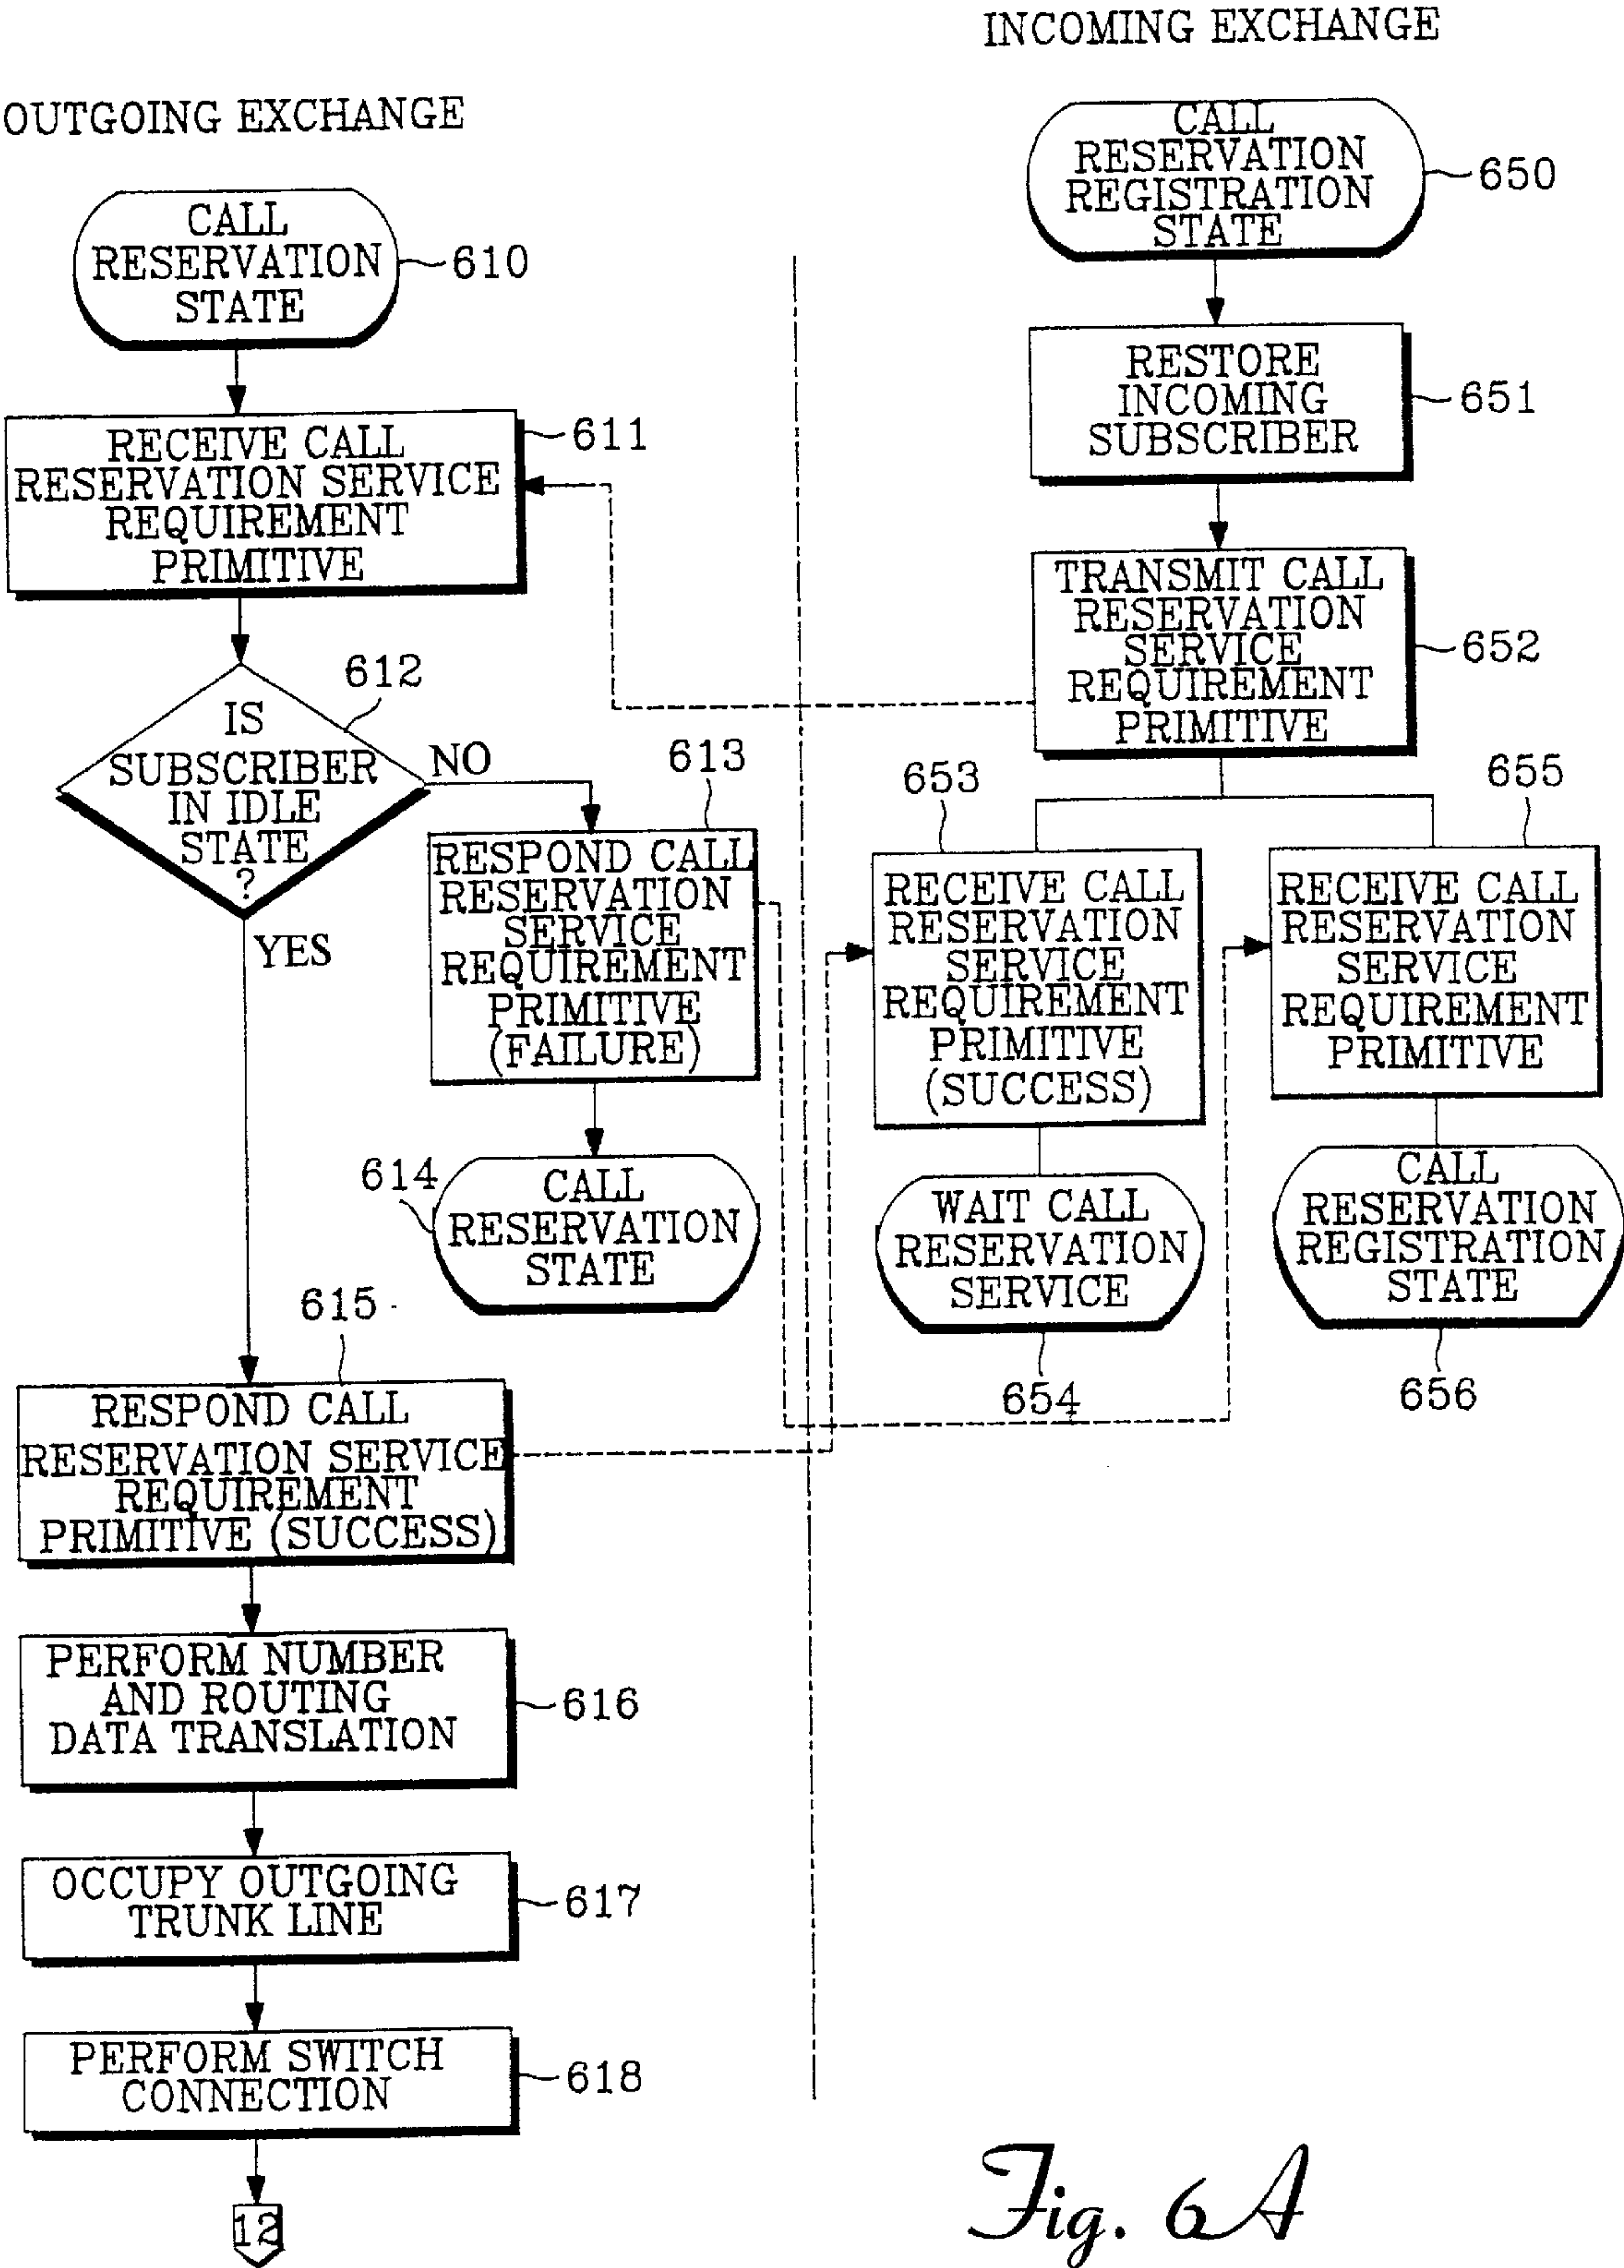 INCOMING EXCHANGE
OUTGOING EXCHANGE
CALL
RESERVATION
STATE
610
RECEIVE CALL
RESERVATION SERVICE
REQUIREMENT
PRIMITIVE
611
IS
SUBSCRIBER
IN IDLE
STATE
?
612
NO
YES
613
RESPOND CALL
RESERVATION
SERVICE
REQUIREMENT
PRIMITIVE
(FAILURE)
614
CALL
RESERVATION
STATE
615
RESPOND CALL
RESERVATION SERVICE
REQUIREMENT
PRIMITIVE (SUCCESS)
PERFORM NUMBER
AND ROUTING
DATA TRANSLATION
616
OCCUPY OUTGOING
TRUNK LINE
617
PERFORM SWITCH
CONNECTION
618
12
CALL
RESERVATION
REGISTRATION
STATE
650
RESTORE
INCOMING
SUBSCRIBER
651
TRANSMIT CALL
RESERVATION
SERVICE
REQUIREMENT
PRIMITIVE
652
653
RECEIVE CALL
RESERVATION
SERVICE
REQUIREMENT
PRIMITIVE
(SUCCESS)
WAIT CALL
RESERVATION
SERVICE
654
655
RECEIVE CALL
RESERVATION
SERVICE
REQUIREMENT
PRIMITIVE
CALL
RESERVATION
REGISTRATION
STATE
656
Fig. 6A